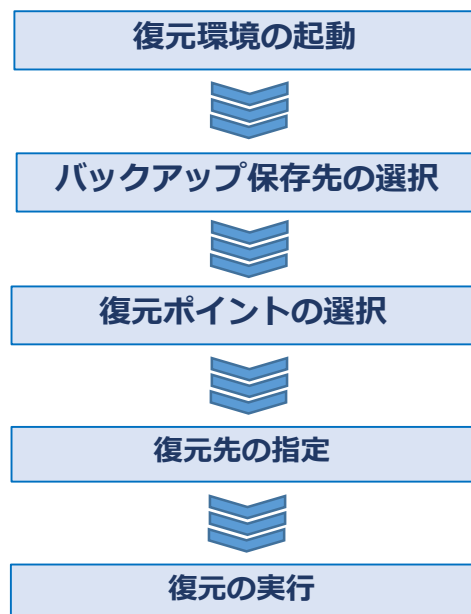 復元環境の起動
バックアップ保存先の選択
復元ポイントの選択
復元先の指定
復元の実行